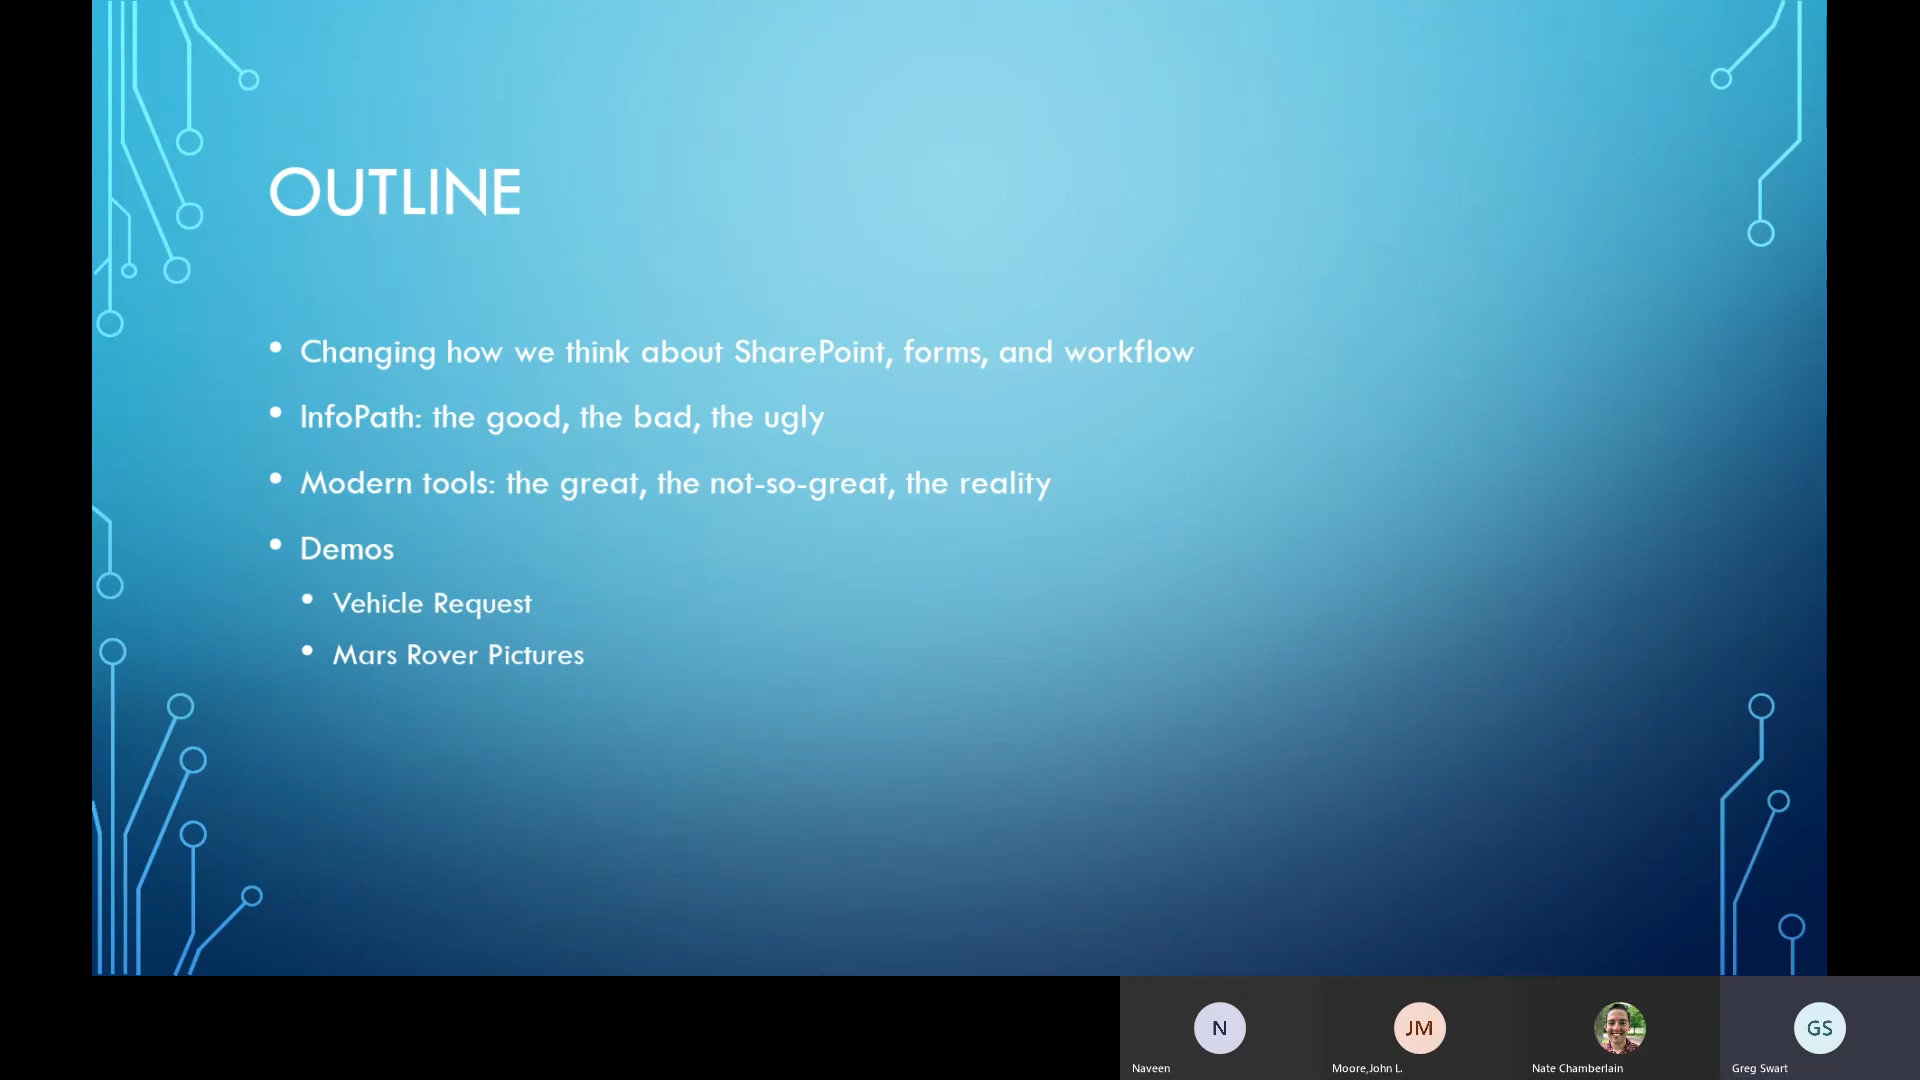 OUTLINE
• Changing how we think about SharePoint, forms, and workflow
• InfoPath: the good, the bad, the ugly
• Modern tools: the great, the not-so-great, the reality
• Demos
• Vehicle Request
• Mars Rover Pictures
N
JM
GS
Naveen
Moore,John L.
Nate Chamberlain
Greg Swart